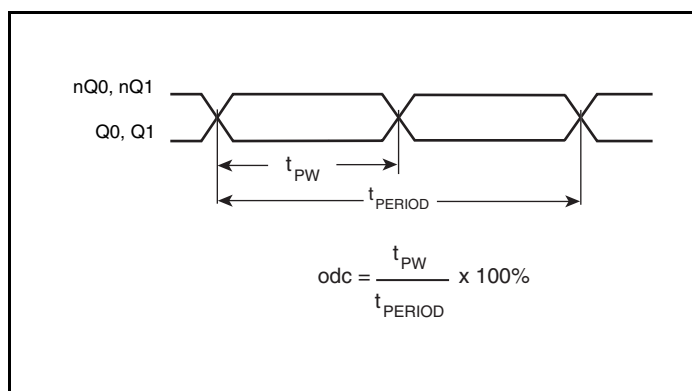 nQ0, nQ1
Q0, Q1
tPW
tPERIOD
odc = tPW / tPERIOD x 100%